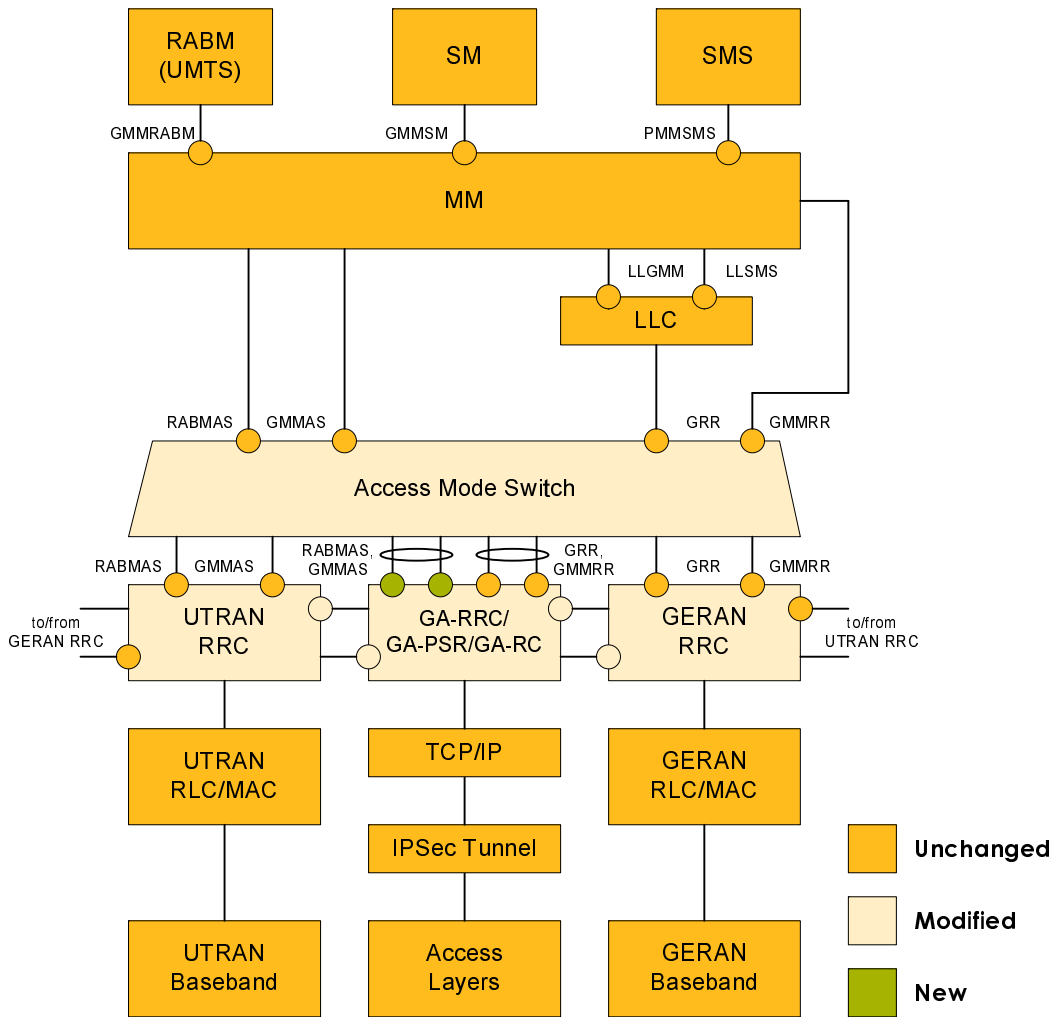 RABM
(UMTS)
SM
SMS
GMMRABM
GMMSM
PMMSMS
MM
LLGMM
LLSMS
LLC
RABMAS
GMMAS
GRR
GMMRR
Access Mode Switch
RABMAS
GMMAS
RABMAS,
GMMAS
GRR,
GMMRR
GRR
GMMRR
to/from
GERAN RRC
UTRAN
RRC
GA-RRC/
GA-PSR/GA-RC
GERAN
RRC
to/from
UTRAN RRC
UTRAN
RLC/MAC
TCP/IP
GERAN
RLC/MAC
IPSec Tunnel
UTRAN
Baseband
Access
Layers
GERAN
Baseband
Unchanged
Modified
New